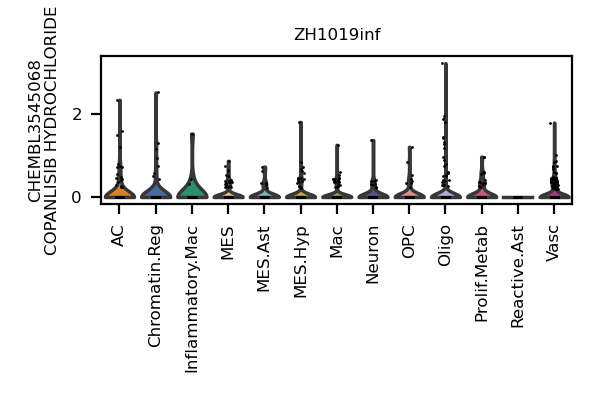 ZH1019inf
CHEMBL3545068
COPANLISIB HYDROCHLORIDE
2
0
AC
Chromatin.Reg
Inflammatory.Mac
MES
MES.Ast
MES.Hyp
Mac
Neuron
OPC
Oligo
Prolif.Metab
Reactive.Ast
Vasc